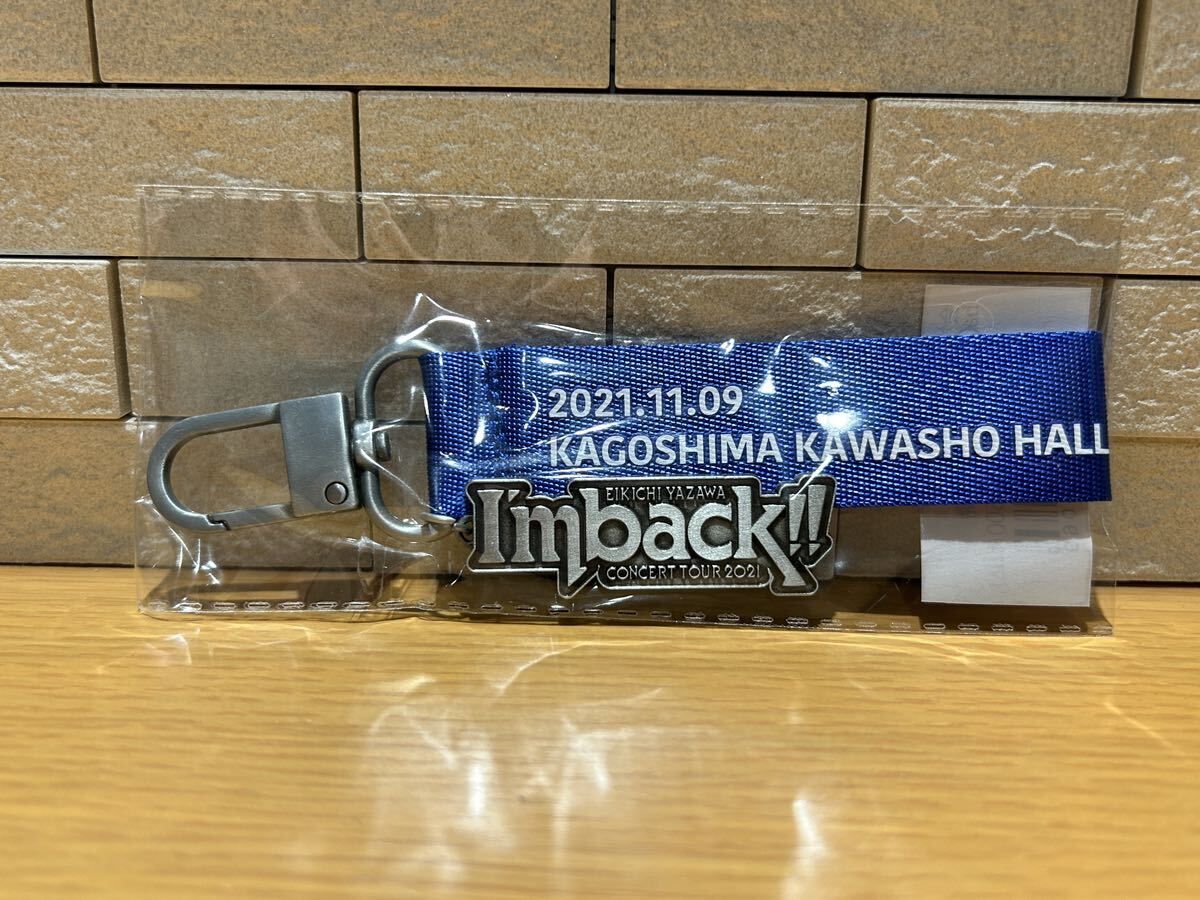 2021.11.09
KAGOSHIMA KAWASHO HALL
EIKICHI YAZAWA
I'm back!!
CONCERT TOUR 2021